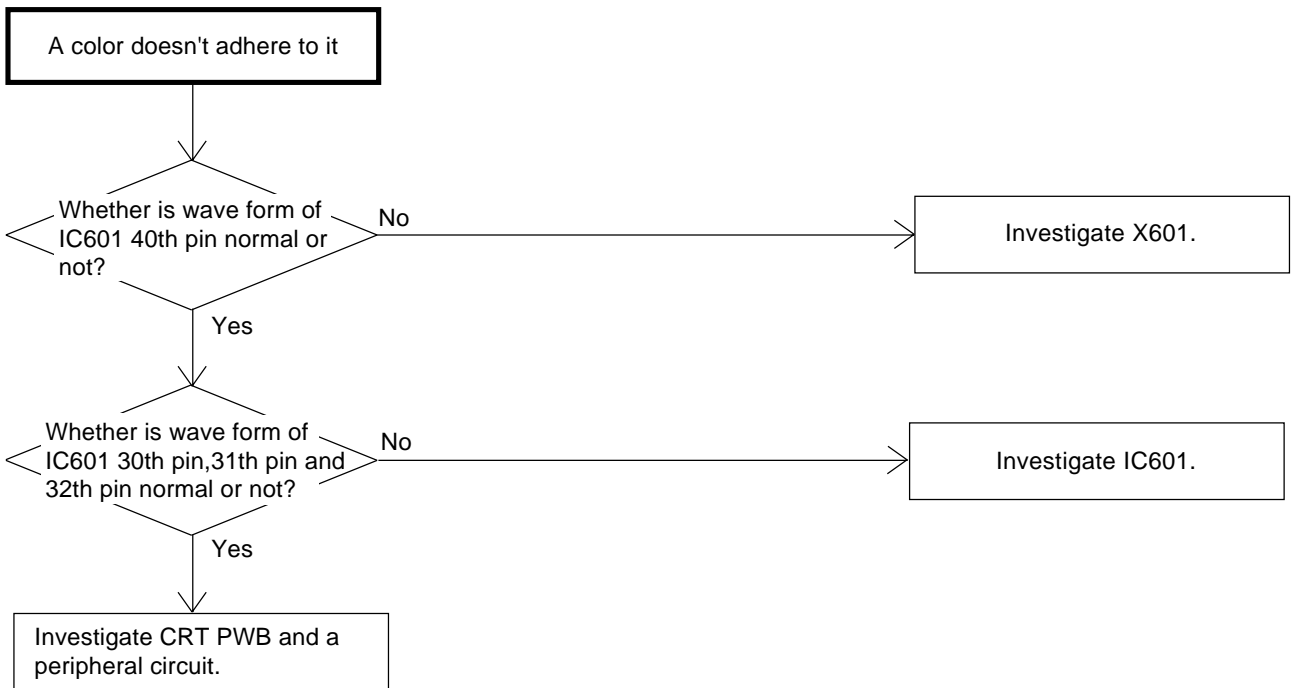 A color doesn't adhere to it
Whether is wave form of
IC601 40th pin normal or
not?
No
Investigate X601.
Yes
Whether is wave form of
IC601 30th pin,31th pin and
32th pin normal or not?
No
Investigate IC601.
Yes
Investigate CRT PWB and a
peripheral circuit.